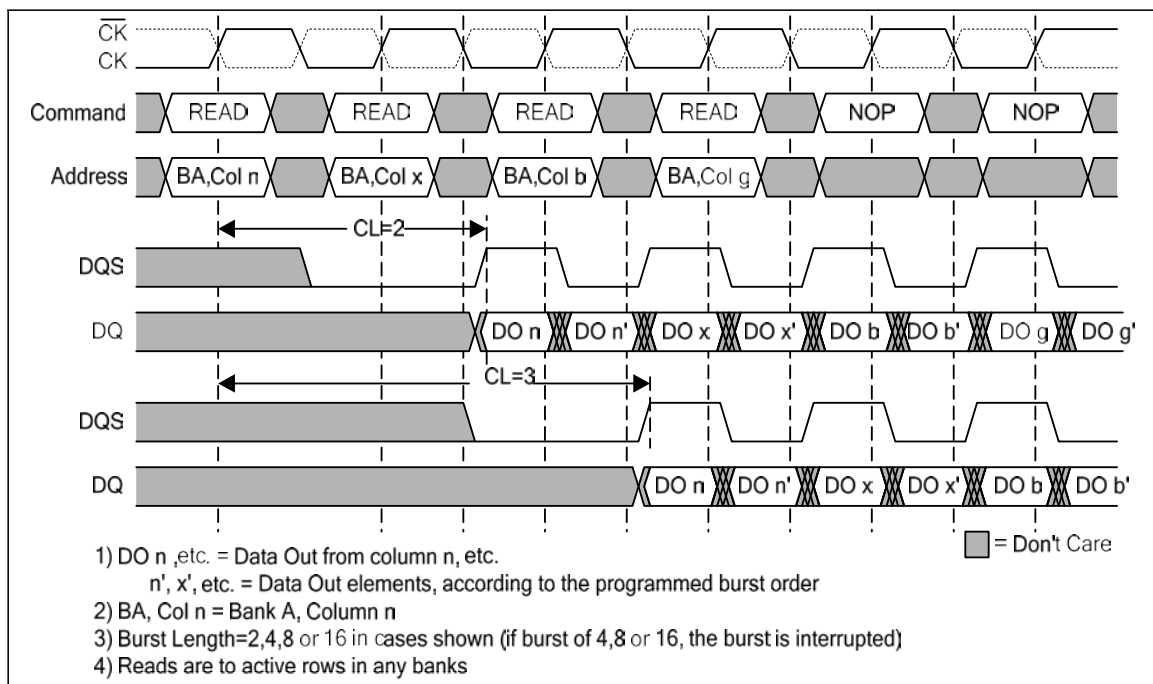 CK
CK
Command READ READ READ READ NOP NOP
Address BA,Col n BA,Col x BA,Col b BA,Col g
CL=2
DQS
DQ DO n DO n' DO x DO x' DO b DO b' DO g DO g'
CL=3
DQS
DQ DO n DO n' DO x DO x' DO b DO b'
= Don't Care
1) DO n ,etc. = Data Out from column n, etc.
n', x', etc. = Data Out elements, according to the programmed burst order
2) BA, Col n = Bank A, Column n
3) Burst Length=2,4,8 or 16 in cases shown (if burst of 4,8 or 16, the burst is interrupted)
4) Reads are to active rows in any banks